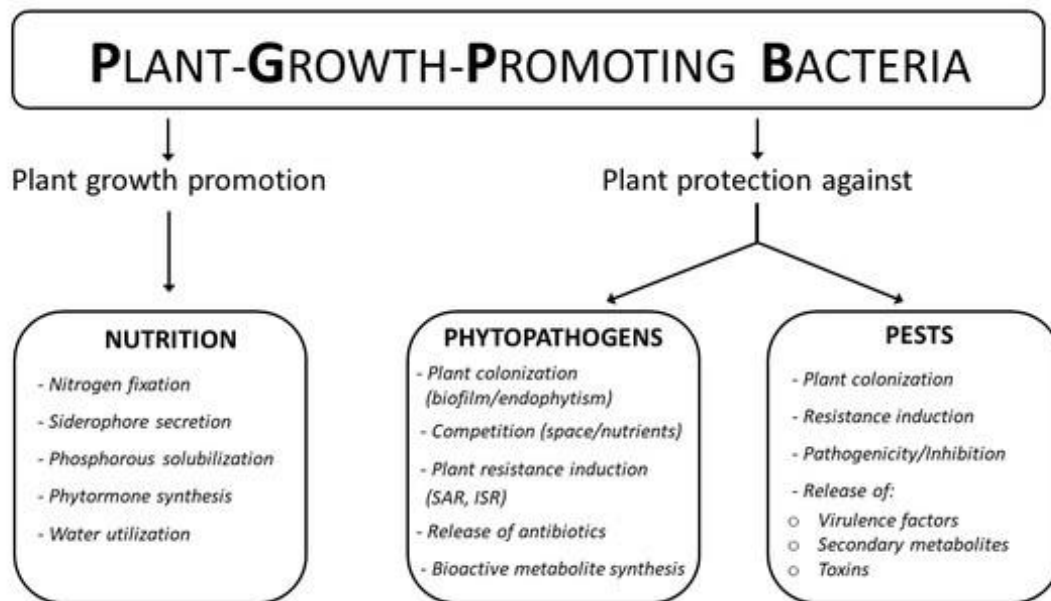 PLANT-GROWTH-PROMOTING BACTERIA
Plant growth promotion
Plant protection against
NUTRITION
- Nitrogen fixation
- Siderophore secretion
- Phosphorous solubilization
- Phytormone synthesis
- Water utilization
PHYTOPATHOGENS
- Plant colonization
(biofilm/endophytism)
- Competition (space/nutrients)
- Plant resistance induction
(SAR, ISR)
- Release of antibiotics
- Bioactive metabolite synthesis
PESTS
- Plant colonization
- Resistance induction
- Pathogenicity/Inhibition
- Release of:
o Virulence factors
o Secondary metabolites
o Toxins